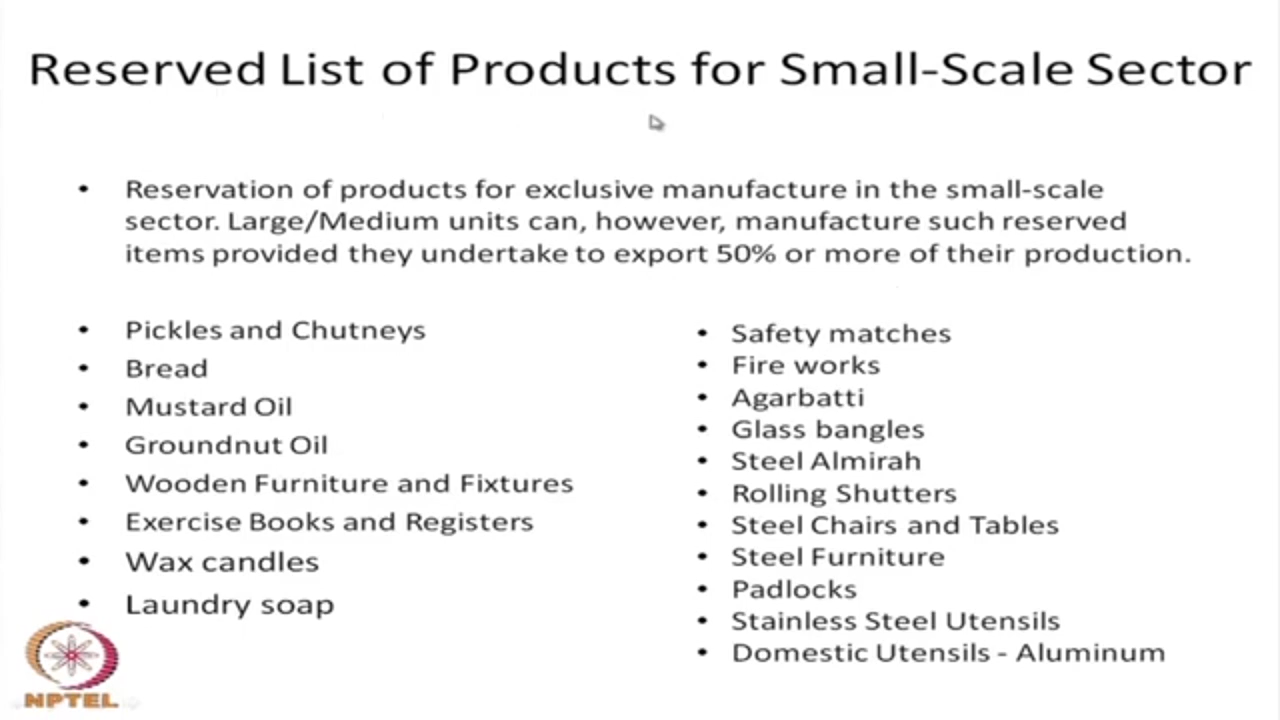 Reserved List of Products for Small-Scale Sector
• Reservation of products for exclusive manufacture in the small-scale
sector. Large/Medium units can, however, manufacture such reserved
items provided they undertake to export 50% or more of their production.
• Pickles and Chutneys
• Bread
• Mustard Oil
• Groundnut Oil
• Wooden Furniture and Fixtures
• Exercise Books and Registers
• Wax candles
• Laundry soap
• Safety matches
• Fire works
• Agarbatti
• Glass bangles
• Steel Almirah
• Rolling Shutters
• Steel Chairs and Tables
• Steel Furniture
• Padlocks
• Stainless Steel Utensils
• Domestic Utensils - Aluminum
NPTEL